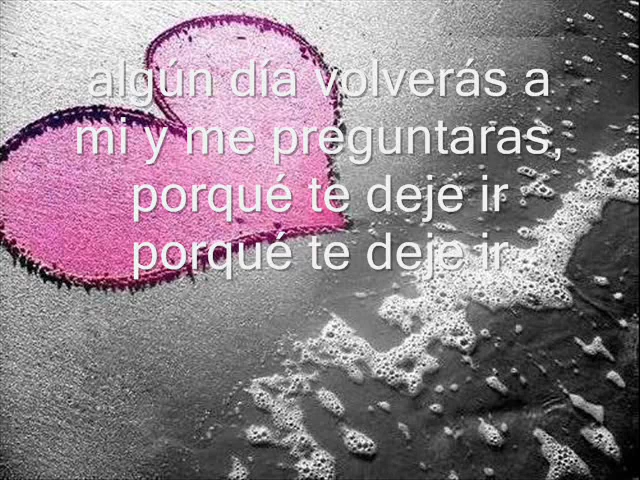 algún día volverás a
mi y me preguntaras,
porqué te deje ir
porqué te deje ir